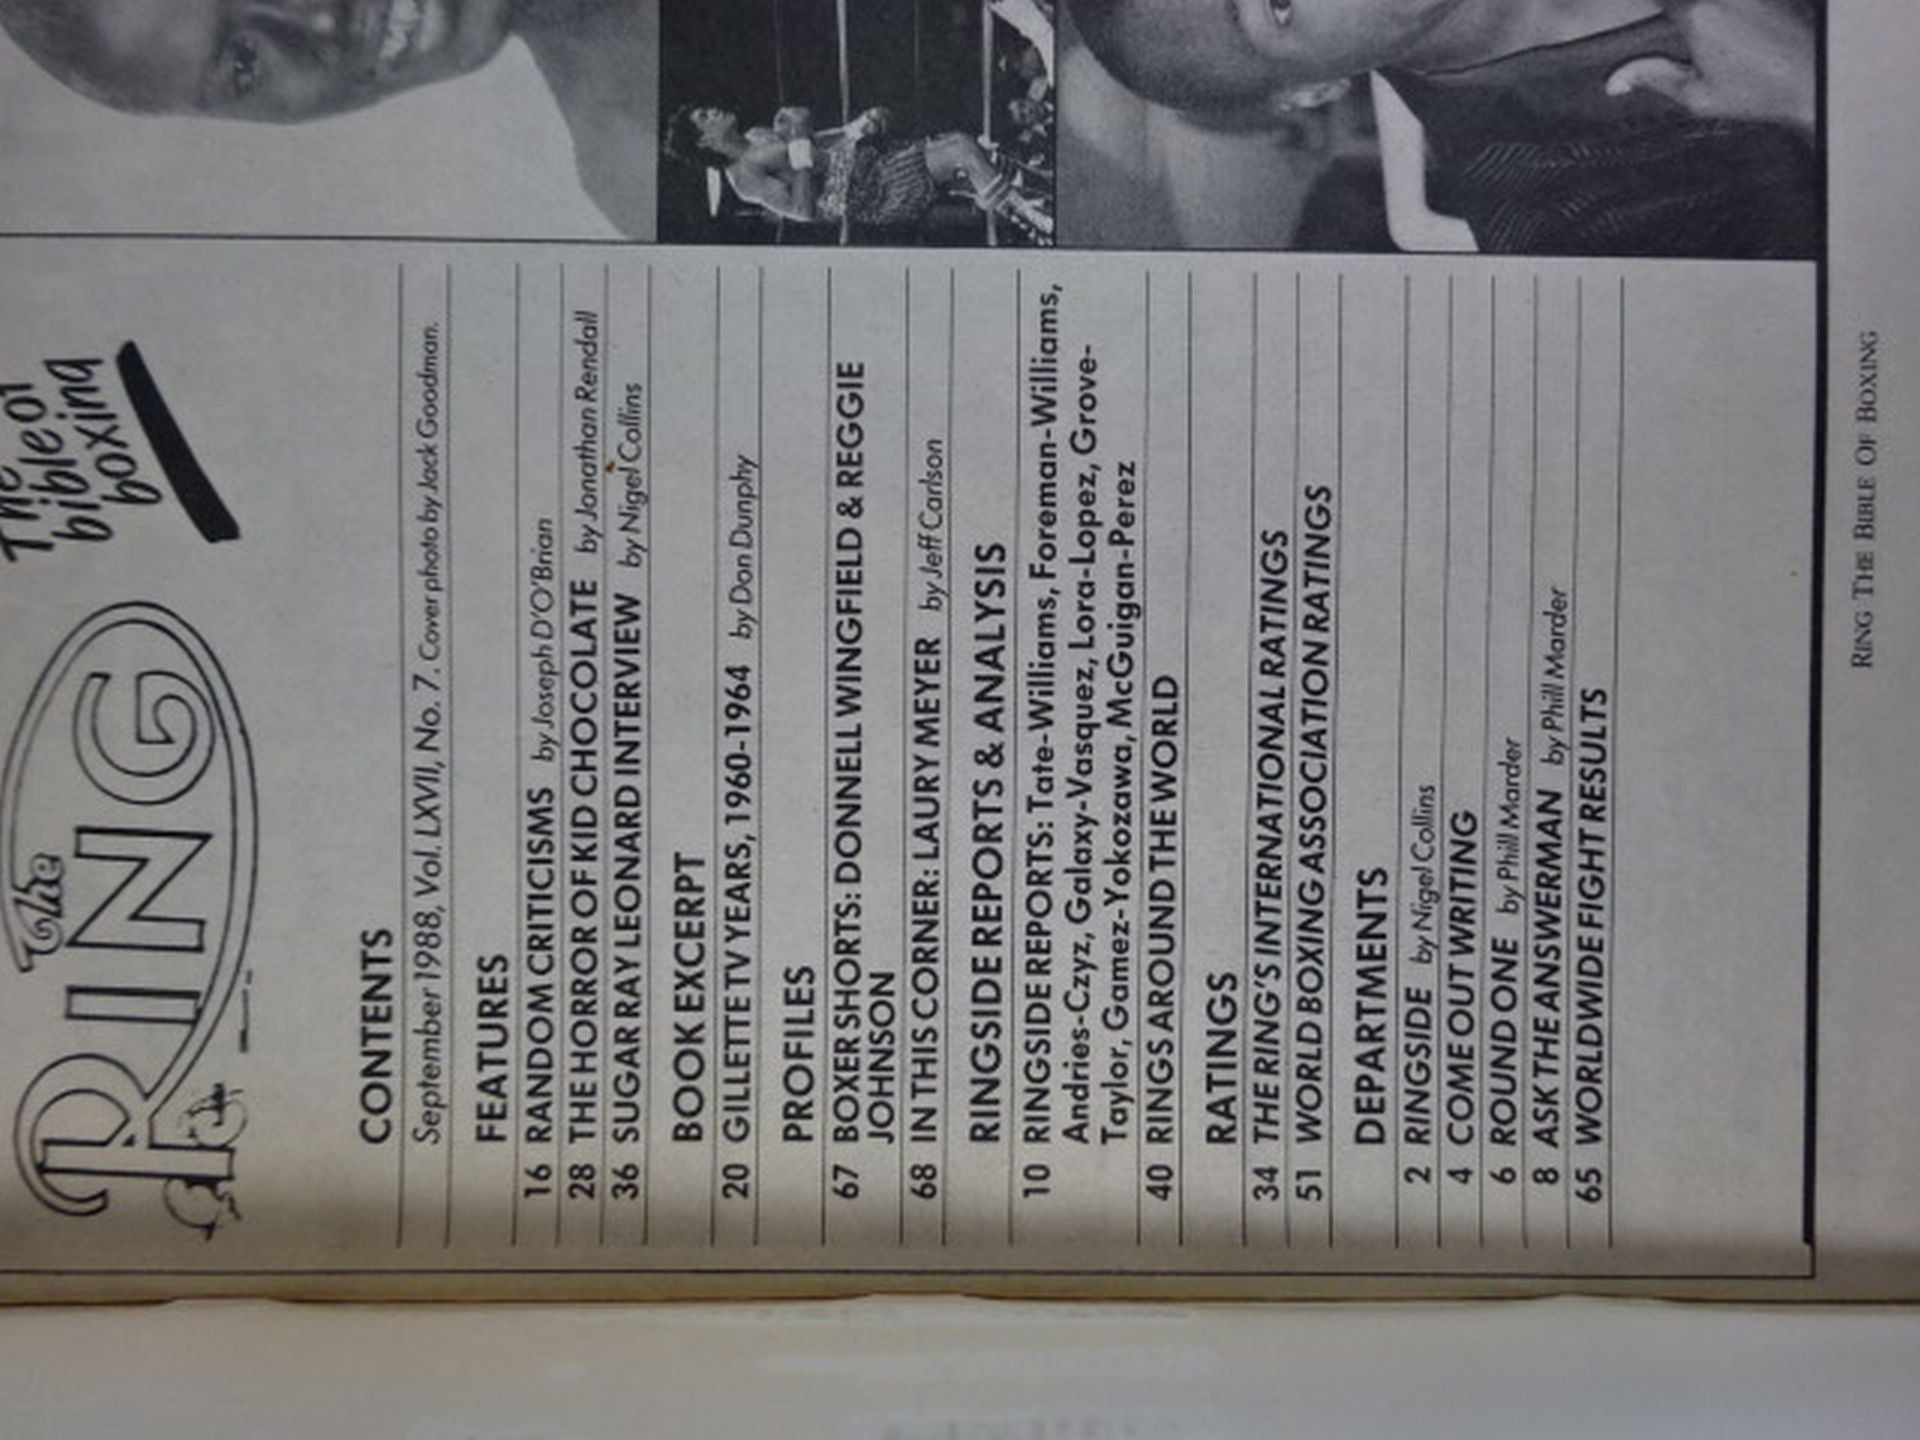 The RING
The
bible of
boxing
CONTENTS
September 1988, Vol. LXVII, No. 7. Cover photo by Jack Goodman.
FEATURES
16 RANDOM CRITICISMS by Joseph D'O'Brian
28 THE HORROR OF KID CHOCOLATE by Jonathan Rendall
36 SUGAR RAY LEONARD INTERVIEW by Nigel Collins
BOOK EXCERPT
20 GILLETTE TV YEARS, 1960-1964 by Don Dunphy
PROFILES
67 BOXER SHORTS: DONNELL WINGFIELD & REGGIE
JOHNSON
68 IN THIS CORNER: LAURY MEYER by Jeff Carlson
RINGSIDE REPORTS & ANALYSIS
10 RINGSIDE REPORTS: Tate-Williams, Foreman-Williams,
Andries-Czyz, Galaxy-Vasquez, Lora-Lopez, Grove-
Taylor, Gamez-Yokozawa, McGuigan-Perez
40 RINGS AROUND THE WORLD
RATINGS
34 THE RING'S INTERNATIONAL RATINGS
51 WORLD BOXING ASSOCIATION RATINGS
DEPARTMENTS
2 RINGSIDE by Nigel Collins
4 COME OUT WRITING
6 ROUND ONE by Phill Marder
8 ASK THE ANSWERMAN by Phill Marder
65 WORLDWIDE FIGHT RESULTS
RING THE BIBLE OF BOXING